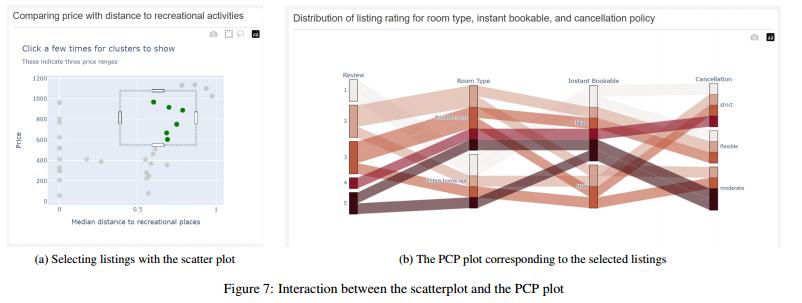 Comparing price with distance to recreational activities
Click a few times for clusters to show
These indicate three price ranges
1200
1000
800
600
400
200
0
Price
0
0.5
1
Median distance to recreational places
(a) Selecting listings with the scatter plot
Distribution of listing rating for room type, instant bookable, and cancellation policy
Review
Room Type
Instant Bookable
Cancellation
1
2
3
4
5
Private room
Entire home/apt
false
true
strict
flexible
moderate
(b) The PCP plot corresponding to the selected listings
Figure 7: Interaction between the scatterplot and the PCP plot